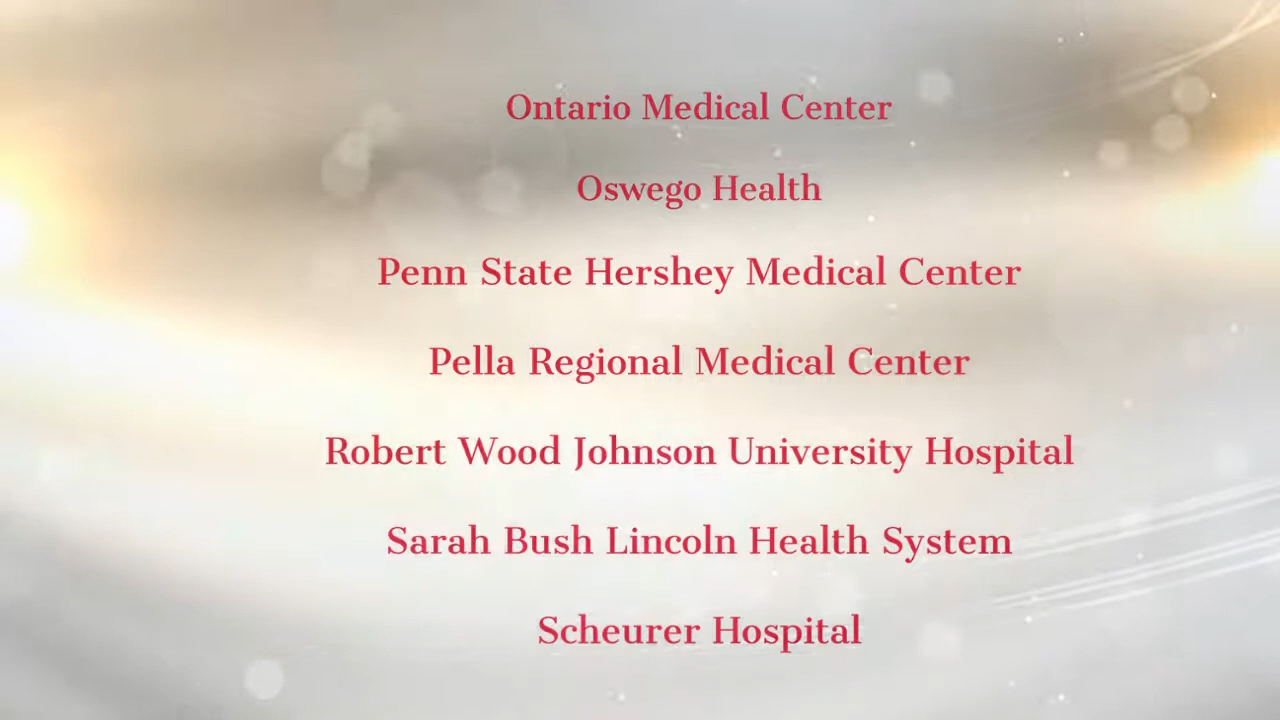 Ontario Medical Center
Oswego Health
Penn State Hershey Medical Center
Pella Regional Medical Center
Robert Wood Johnson University Hospital
Sarah Bush Lincoln Health System
Scheurer Hospital